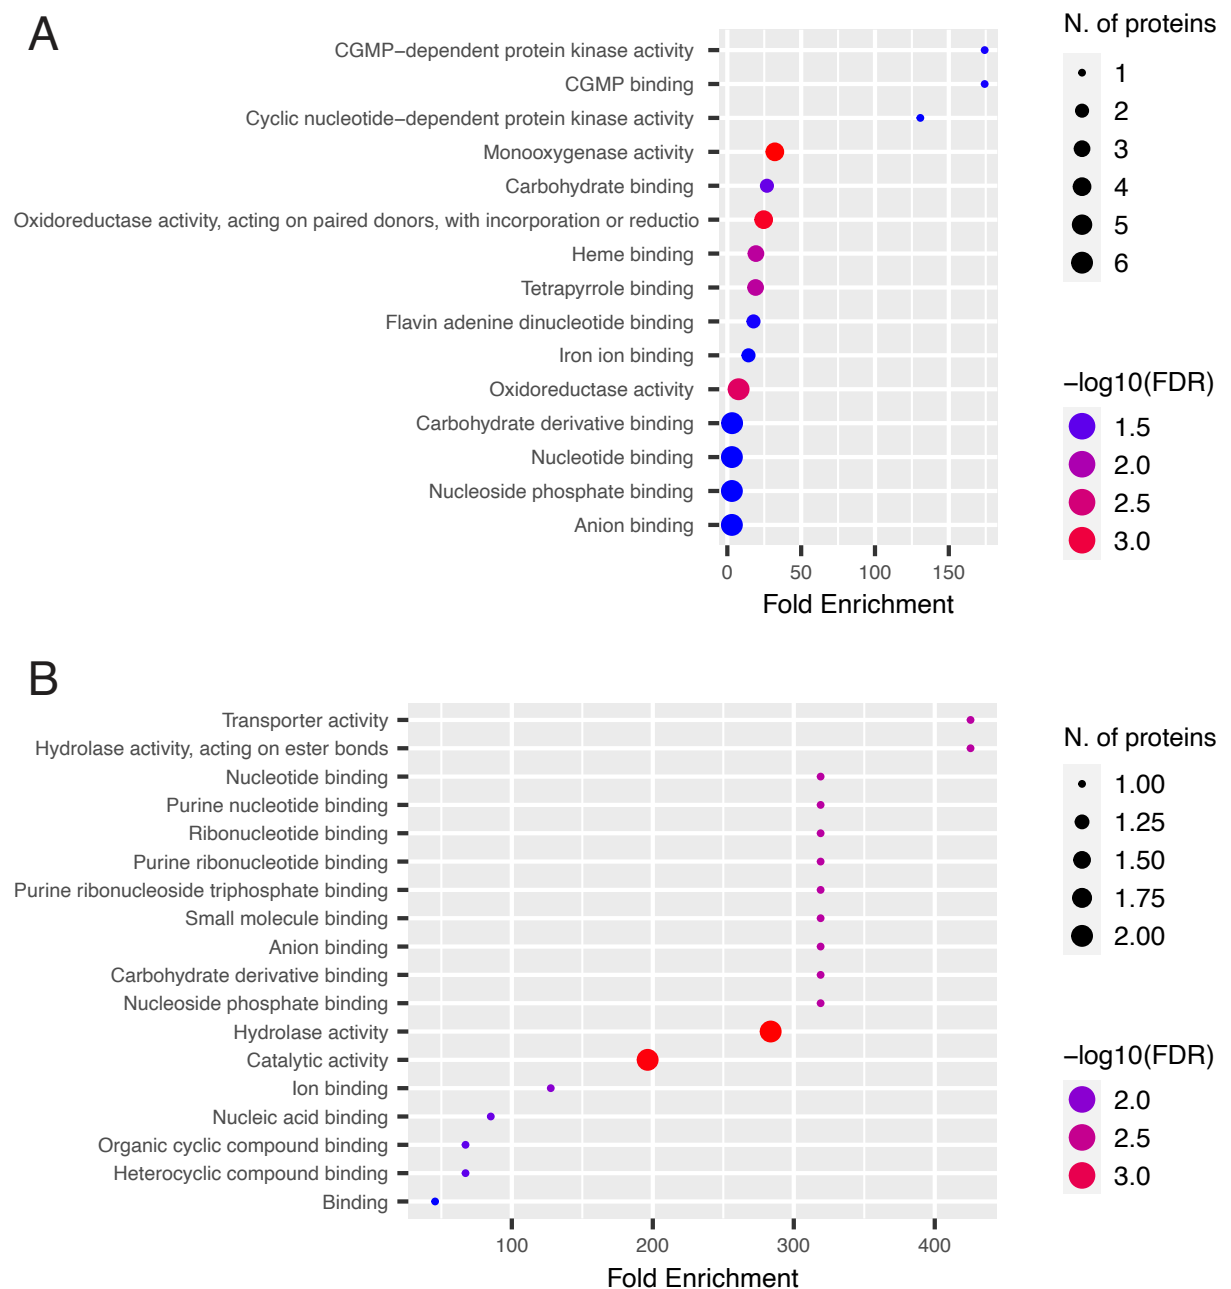 A
CGMP−dependent protein kinase activity
CGMP binding
Cyclic nucleotide−dependent protein kinase activity
Monooxygenase activity
Carbohydrate binding
Oxidoreductase activity, acting on paired donors, with incorporation or reductio
Heme binding
Tetrapyrrole binding
Flavin adenine dinucleotide binding
Iron ion binding
Oxidoreductase activity
Carbohydrate derivative binding
Nucleotide binding
Nucleoside phosphate binding
Anion binding
0 50 100 150
Fold Enrichment
N. of proteins
1
2
3
4
5
6
−log10(FDR)
1.5
2.0
2.5
3.0
B
Transporter activity
Hydrolase activity, acting on ester bonds
Nucleotide binding
Purine nucleotide binding
Ribonucleotide binding
Purine ribonucleotide binding
Purine ribonucleoside triphosphate binding
Small molecule binding
Anion binding
Carbohydrate derivative binding
Nucleoside phosphate binding
Hydrolase activity
Catalytic activity
Ion binding
Nucleic acid binding
Organic cyclic compound binding
Heterocyclic compound binding
Binding
100 200 300 400
Fold Enrichment
N. of proteins
1.00
1.25
1.50
1.75
2.00
−log10(FDR)
2.0
2.5
3.0